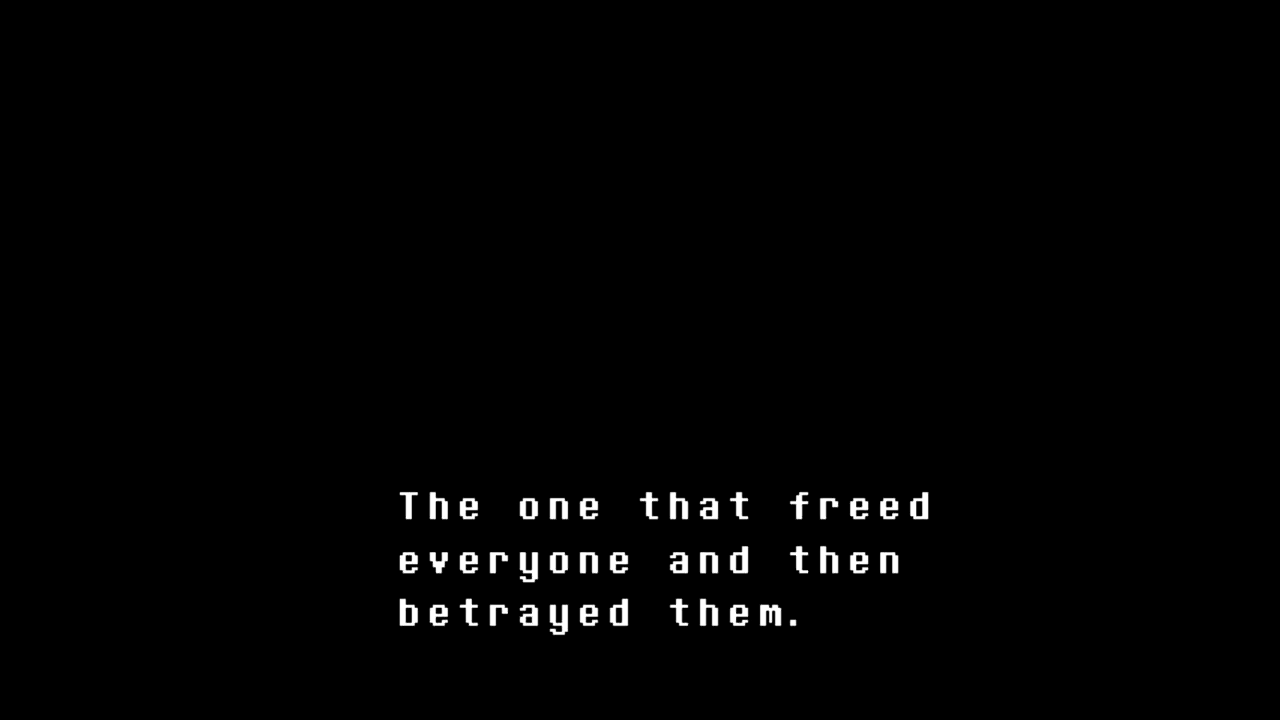 The one that freed
everyone and then
betrayed them.